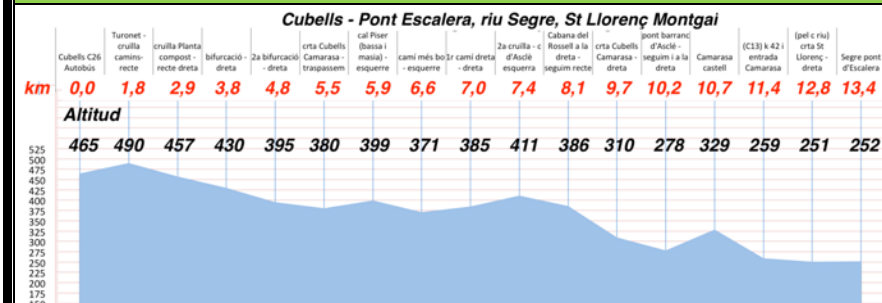 Cubells - Pont Escalera, riu Segre, St Llorenç Montgai
Cubells C26 Autobús
Turonet - cruilla camins- recte
cruilla Planta compost - recte dreta
bifurcació - dreta
2a bifurcació - dreta
crta Cubells Camarasa - traspassem
cal Piser (bassa i masia) - esquerre
camí més bo - esquerre
1r camí dreta - dreta
2a cruilla - c d'Asclè esquerra
Cabana del Rossell a la dreta - seguim recte
crta Cubells Camarasa - dreta
pont barranc d'Asclé - seguim i a la dreta
Camarasa castell
(C13) k 42 i entrada Camarasa
(pel c riu) crta St Llorenç - dreta
Segre pont d'Escalera
km 0,0 1,8 2,9 3,8 4,8 5,5 5,9 6,6 7,0 7,4 8,1 9,7 10,2 10,7 11,4 12,8 13,4
Altitud
465 490 457 430 395 380 399 371 385 411 386 310 278 329 259 251 252
525
500
475
450
425
400
375
350
325
300
275
250
225
200
175
150